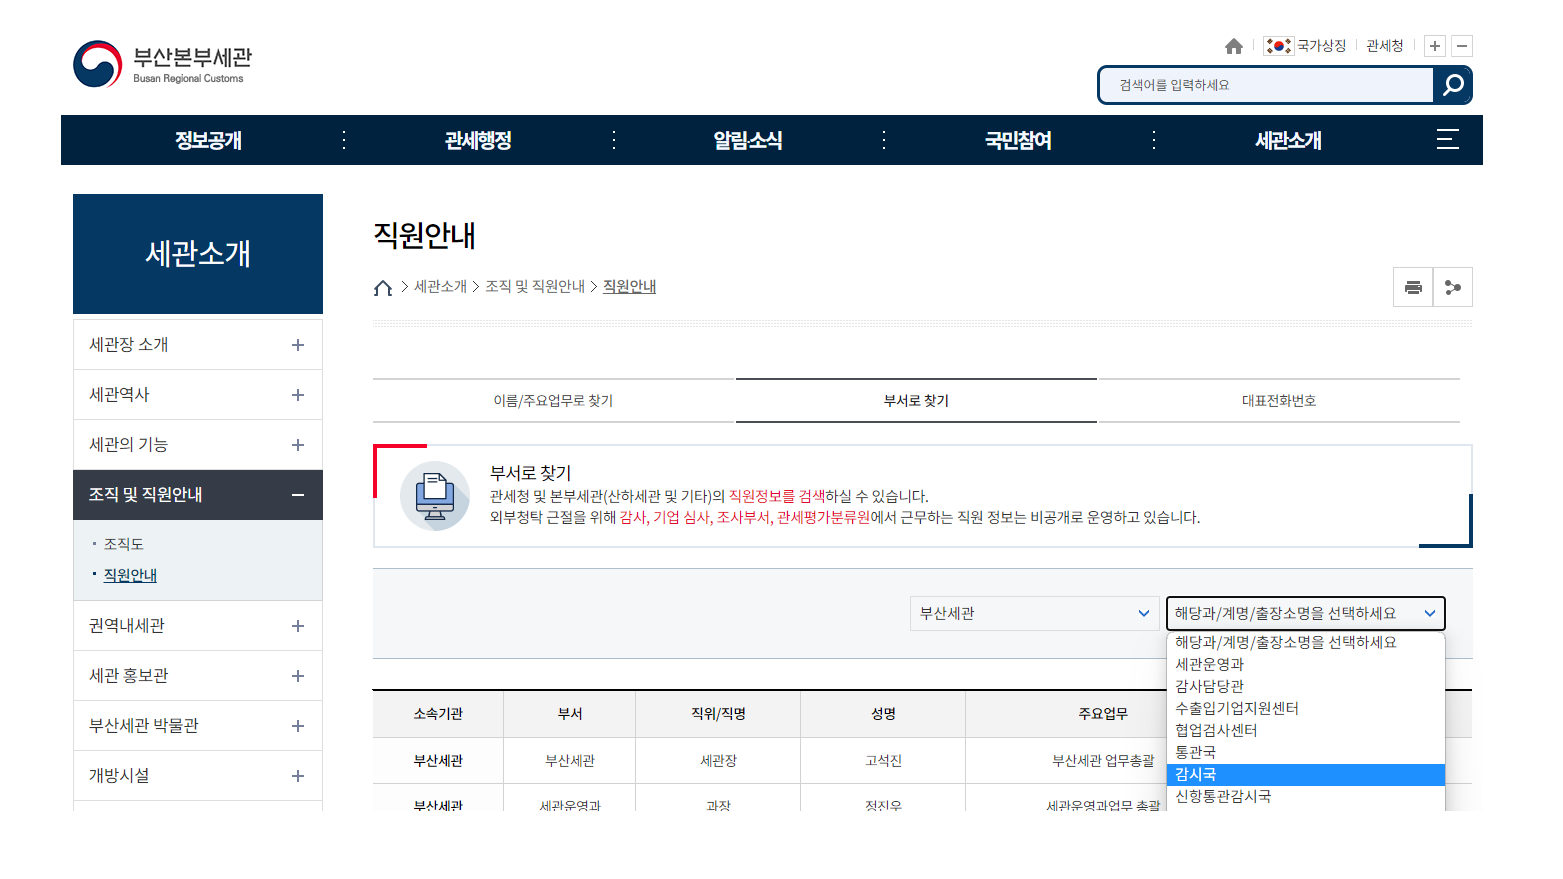 부산본부세관
Busan Regional Customs
국가상징
관세청
검색어를 입력하세요
정보공개
관세행정
알림·소식
국민참여
세관소개
세관소개
세관장 소개
세관역사
세관의 기능
조직 및 직원안내
조직도
직원안내
권역내세관
세관 홍보관
부산세관 박물관
개방시설
직원안내
세관소개 > 조직 및 직원안내 > 직원안내
이름/주요업무로 찾기
부서로 찾기
대표전화번호
부서로 찾기
관세청 및 본부세관(산하세관 및 기타)의 직원정보를 검색하실 수 있습니다.
외부청탁 근절을 위해 감사, 기업 심사, 조사부서, 관세평가분류원에서 근무하는 직원 정보는 비공개로 운영하고 있습니다.
부산세관
해당과/계명/출장소명을 선택하세요
해당과/계명/출장소명을 선택하세요
세관운영과
감사담당관
수출입기업지원센터
협업검사센터
통관국
감시국
신항통관감시국
소속기관 부서 직위/직명 성명 주요업무
부산세관 부산세관 세관장 고석진 부산세관 업무총괄
부산세관 세관운영과 과장 정진우 세관운영과업무 총괄